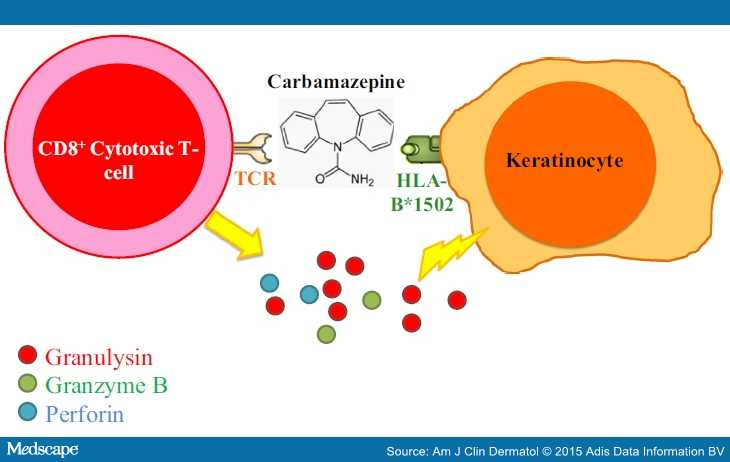 Carbamazepine
CD8⁺ Cytotoxic T-
cell
TCR
N
O
NH₂
HLA-
B*1502
Keratinocyte
Granulysin
Granzyme B
Perforin
Medscape
Source: Am J Clin Dermatol © 2015 Adis Data Information BV